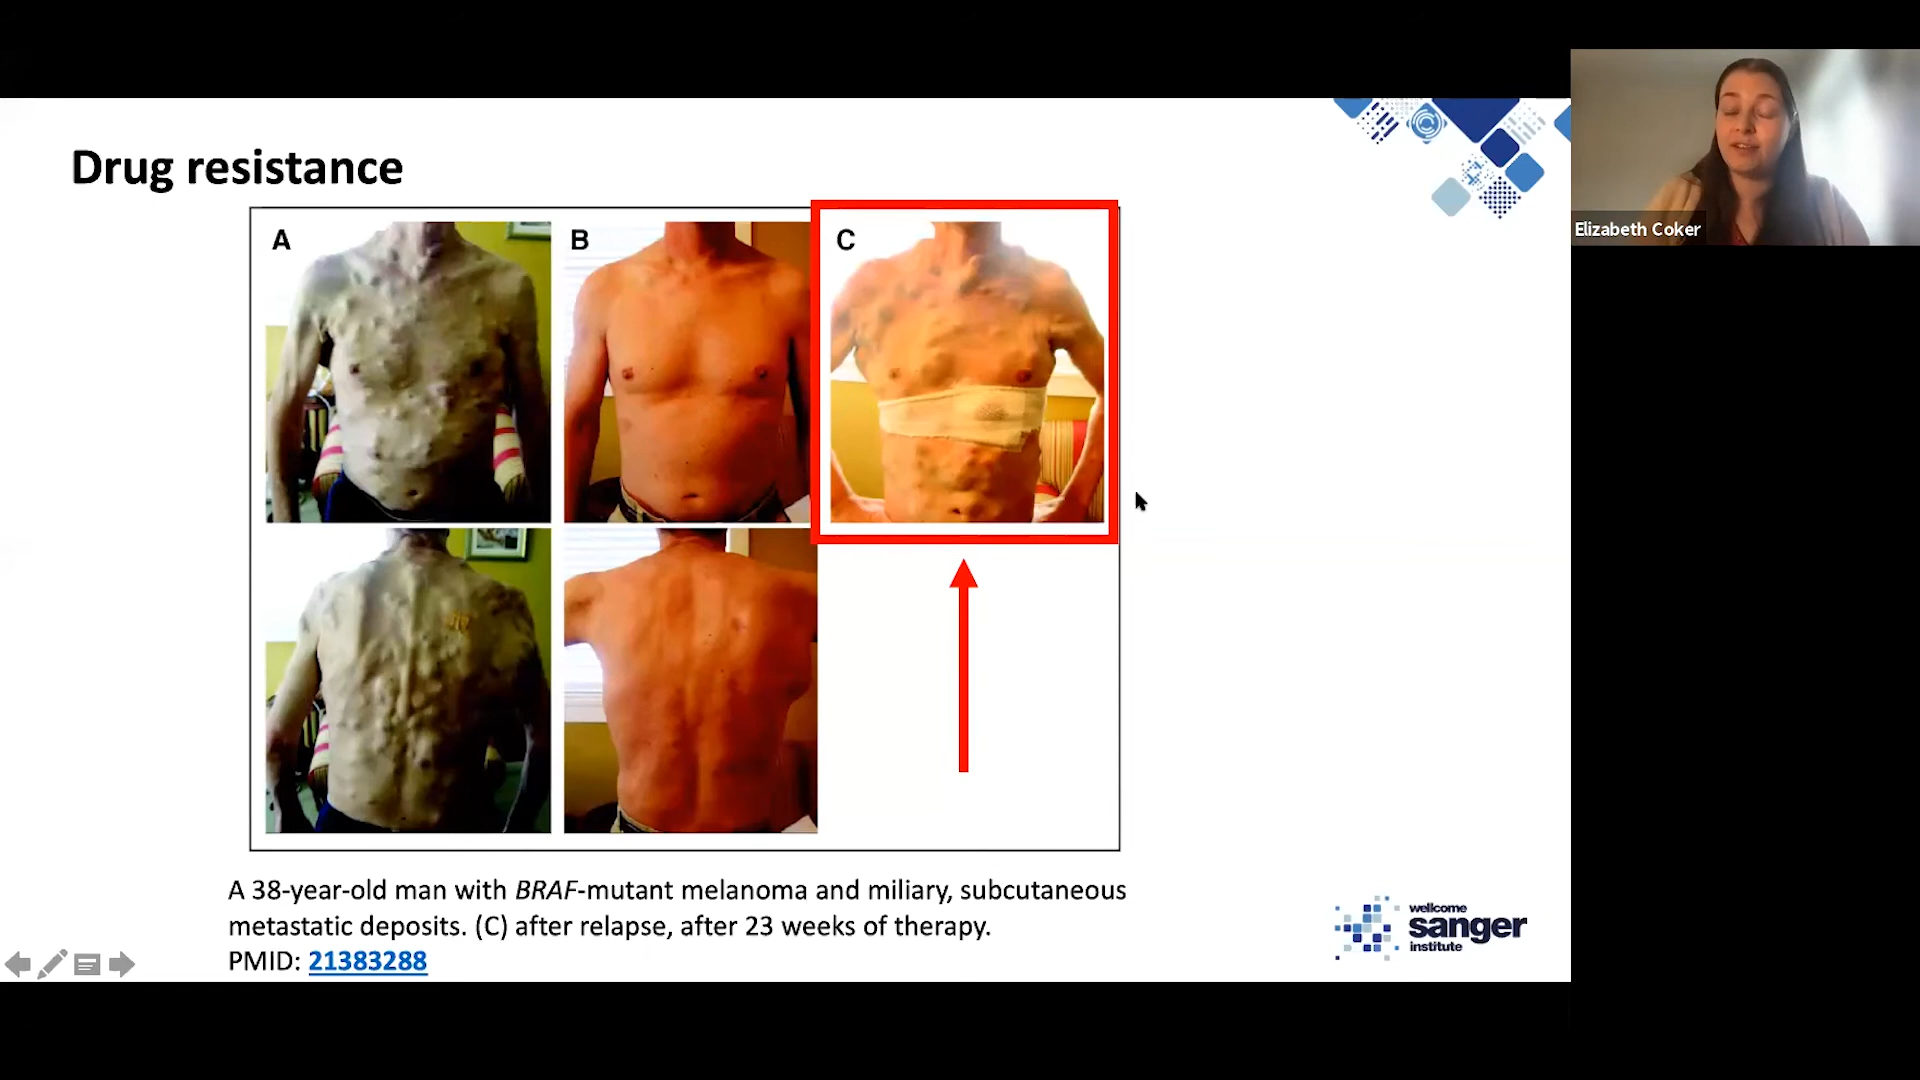 Drug resistance
A
B
C
Elizabeth Coker
A 38-year-old man with BRAF-mutant melanoma and miliary, subcutaneous
metastatic deposits. (C) after relapse, after 23 weeks of therapy.
PMID: 21383288
wellcome
sanger
institute